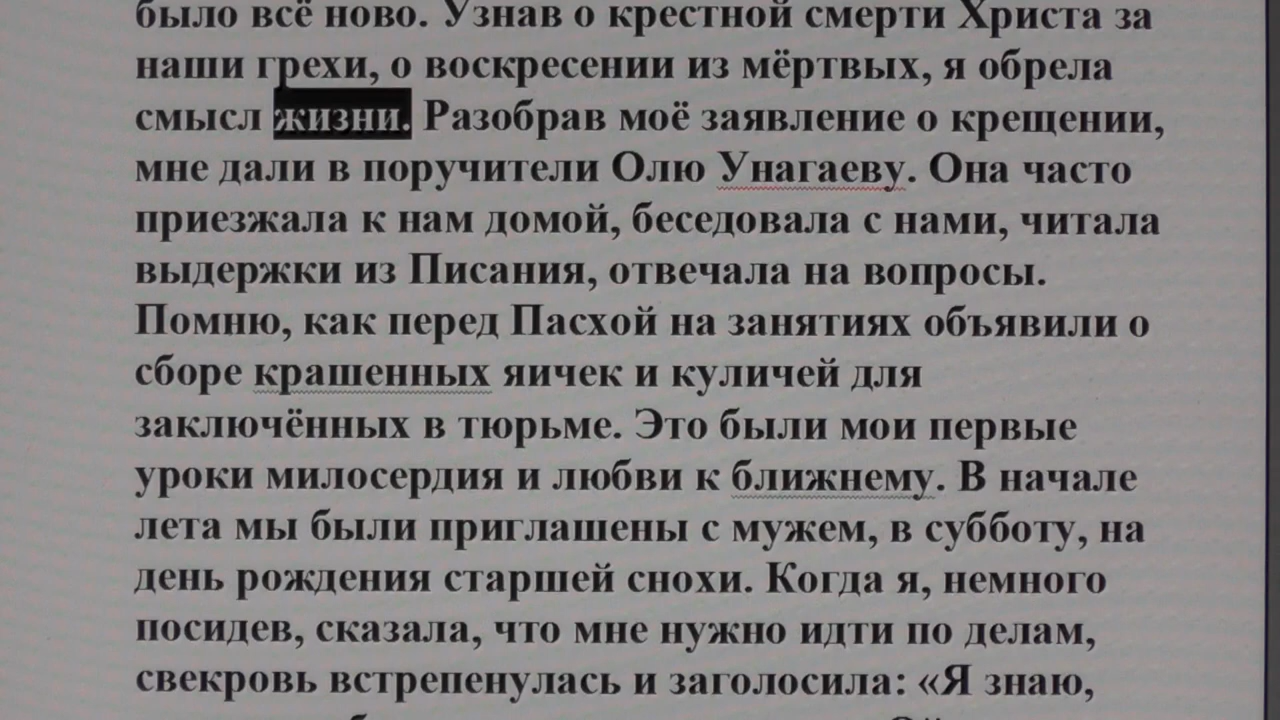 было всё ново. Узнав о крестной смерти Христа за
наши грехи, о воскресении из мёртвых, я обрела
смысл жизни. Разобрав моё заявление о крещении,
мне дали в поручители Олю Унагаеву. Она часто
приезжала к нам домой, беседовала с нами, читала
выдержки из Писания, отвечала на вопросы.
Помню, как перед Пасхой на занятиях объявили о
сборе крашенных яичек и куличей для
заключённых в тюрьме. Это были мои первые
уроки милосердия и любви к ближнему. В начале
лета мы были приглашены с мужем, в субботу, на
день рождения старшей снохи. Когда я, немного
посидев, сказала, что мне нужно идти по делам,
свекровь встрепенулась и заголосила: «Я знаю,